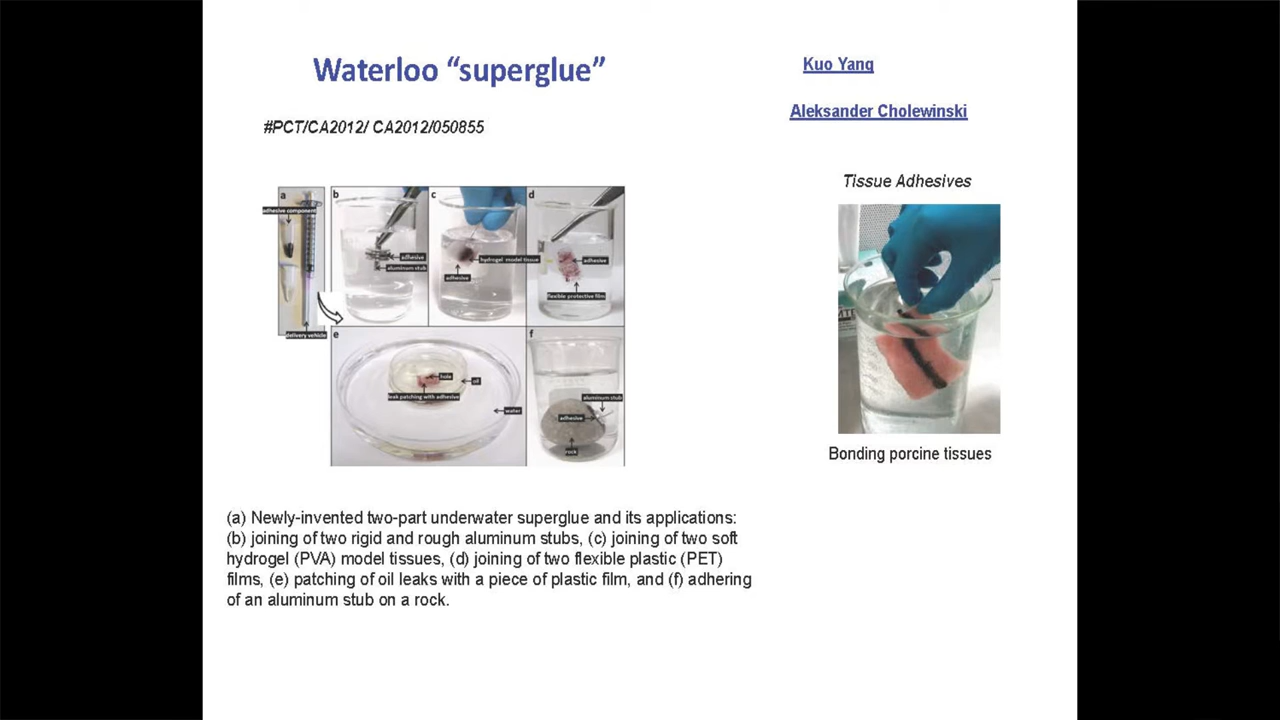 Waterloo “superglue”
Kuo Yang
#PCT/CA2012/ CA2012/050855
Aleksander Cholewinski
Tissue Adhesives
a
adhesive component
delivery vehicle
b
adhesive
aluminum stub
c
hydrogel model tissue
adhesive
d
adhesive
flexible protective film
e
hole
oil
leak patching with adhesive
water
f
aluminum stub
adhesive
rock
Bonding porcine tissues
(a) Newly-invented two-part underwater superglue and its applications:
(b) joining of two rigid and rough aluminum stubs, (c) joining of two soft
hydrogel (PVA) model tissues, (d) joining of two flexible plastic (PET)
films, (e) patching of oil leaks with a piece of plastic film, and (f) adhering
of an aluminum stub on a rock.